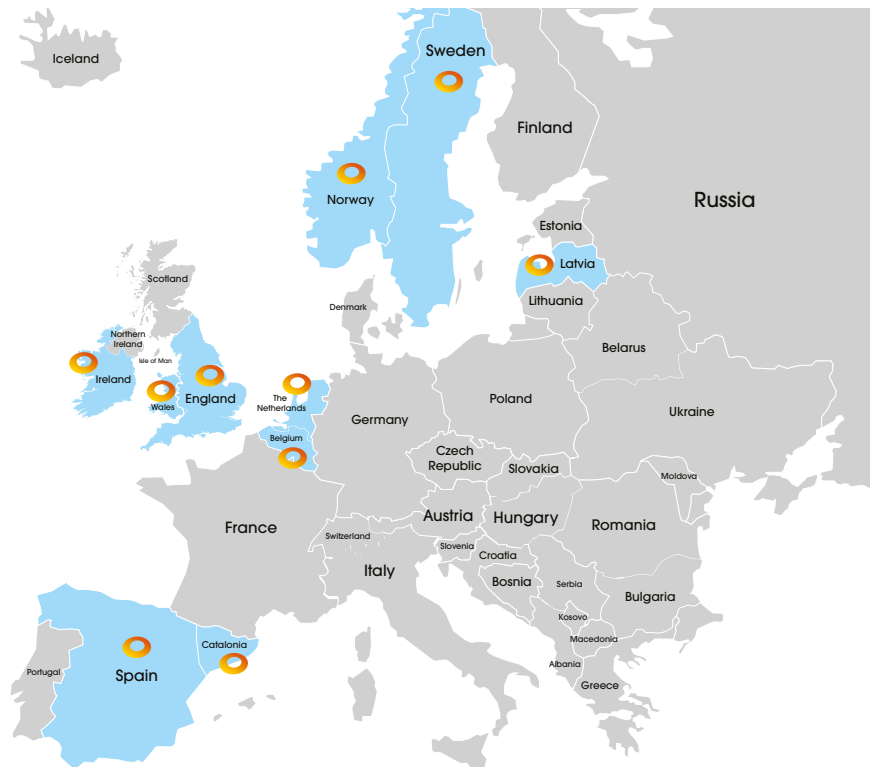 Iceland
Sweden
Finland
Norway
Russia
Estonia
Latvia
Lithuania
Scotland
Denmark
Northern
Ireland
Isle of Man
Ireland
Wales
England
The
Netherlands
Belgium
Belarus
Poland
Germany
Ukraine
Czech
Republic
Slovakia
Moldova
France
Austria
Hungary
Romania
Switzerland
Slovenia
Croatia
Italy
Bosnia
Serbia
Bulgaria
Kosovo
Macedonia
Albania
Greece
Catalonia
Portugal
Spain